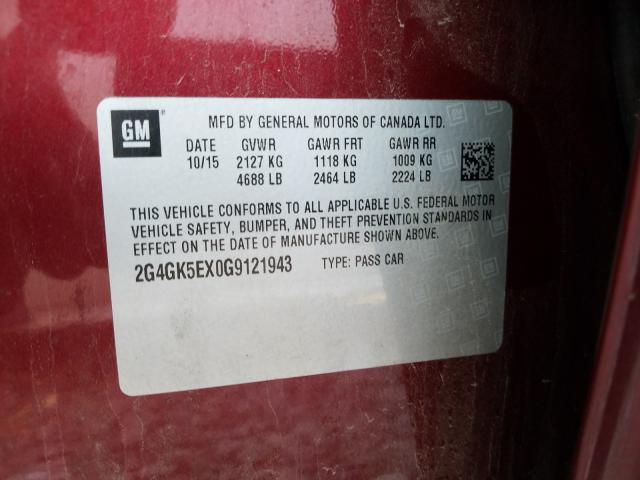 GM
MFD BY GENERAL MOTORS OF CANADA LTD.
DATE GVWR GAWR FRT GAWR RR
10/15 2127 KG 1118 KG 1009 KG
4688 LB 2464 LB 2224 LB
THIS VEHICLE CONFORMS TO ALL APPLICABLE U.S. FEDERAL MOTOR
VEHICLE SAFETY, BUMPER, AND THEFT PREVENTION STANDARDS IN
EFFECT ON THE DATE OF MANUFACTURE SHOWN ABOVE.
2G4GK5EX0G9121943 TYPE: PASS CAR